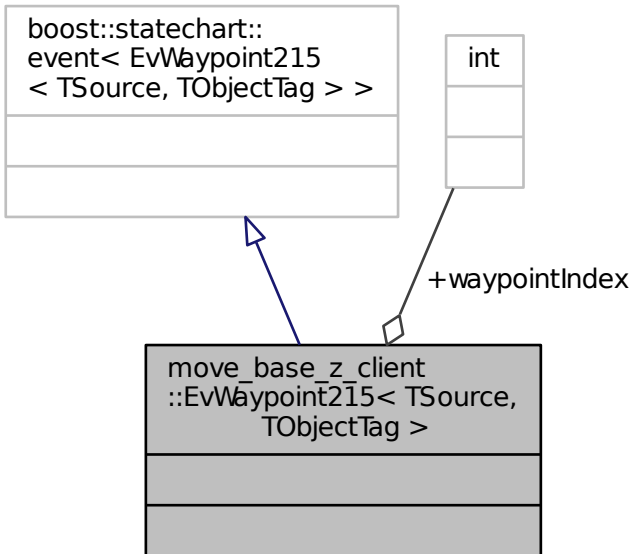 boost::statechart::
event< EvWaypoint215
< TSource, TObjectTag > >
int
+waypointIndex
move_base_z_client
::EvWaypoint215< TSource,
TObjectTag >